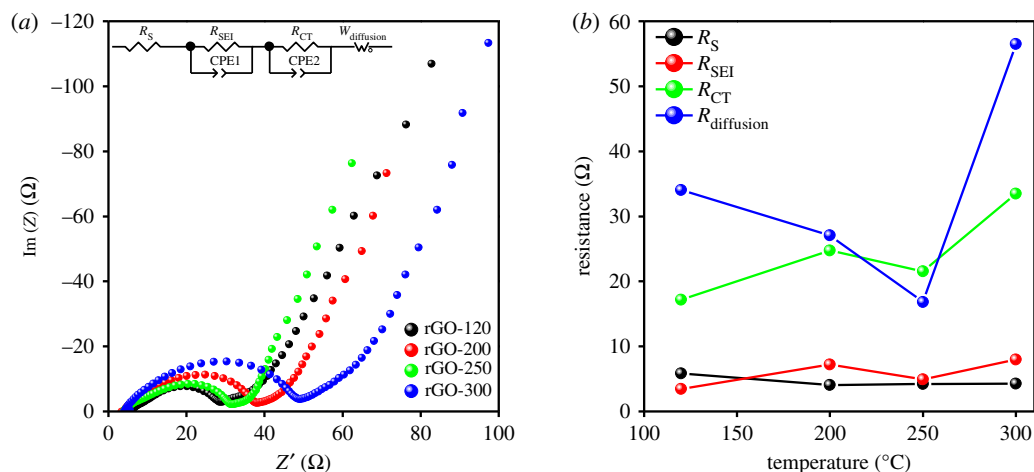 (a)
R_S R_SEI R_CT W_diffusion
CPE1 CPE2
Im (Z) (Ω)
–120
–100
–80
–60
–40
–20
0
rGO-120
rGO-200
rGO-250
rGO-300
0 20 40 60 80 100
Z′ (Ω)
(b)
resistance (Ω)
60
50
40
30
20
10
0
R_S
R_SEI
R_CT
R_diffusion
100 150 200 250 300
temperature (°C)